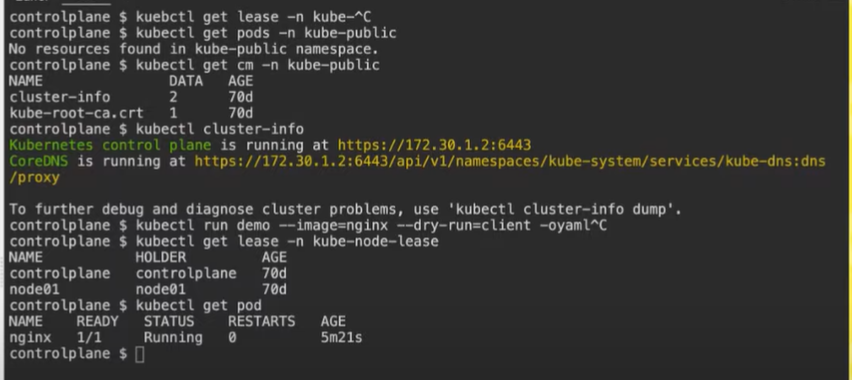 controlplane $ kuebctl get lease -n kube-^C
controlplane $ kubectl get pods -n kube-public
No resources found in kube-public namespace.
controlplane $ kubectl get cm -n kube-public
NAME DATA AGE
cluster-info 2 70d
kube-root-ca.crt 1 70d
controlplane $ kubectl cluster-info
Kubernetes control plane is running at https://172.30.1.2:6443
CoreDNS is running at https://172.30.1.2:6443/api/v1/namespaces/kube-system/services/kube-dns:dns
/proxy
To further debug and diagnose cluster problems, use 'kubectl cluster-info dump'.
controlplane $ kubectl run demo --image=nginx --dry-run=client -oyaml^C
controlplane $ kubectl get lease -n kube-node-lease
NAME HOLDER AGE
controlplane controlplane 70d
node01 node01 70d
controlplane $ kubectl get pod
NAME READY STATUS RESTARTS AGE
nginx 1/1 Running 0 5m21s
controlplane $